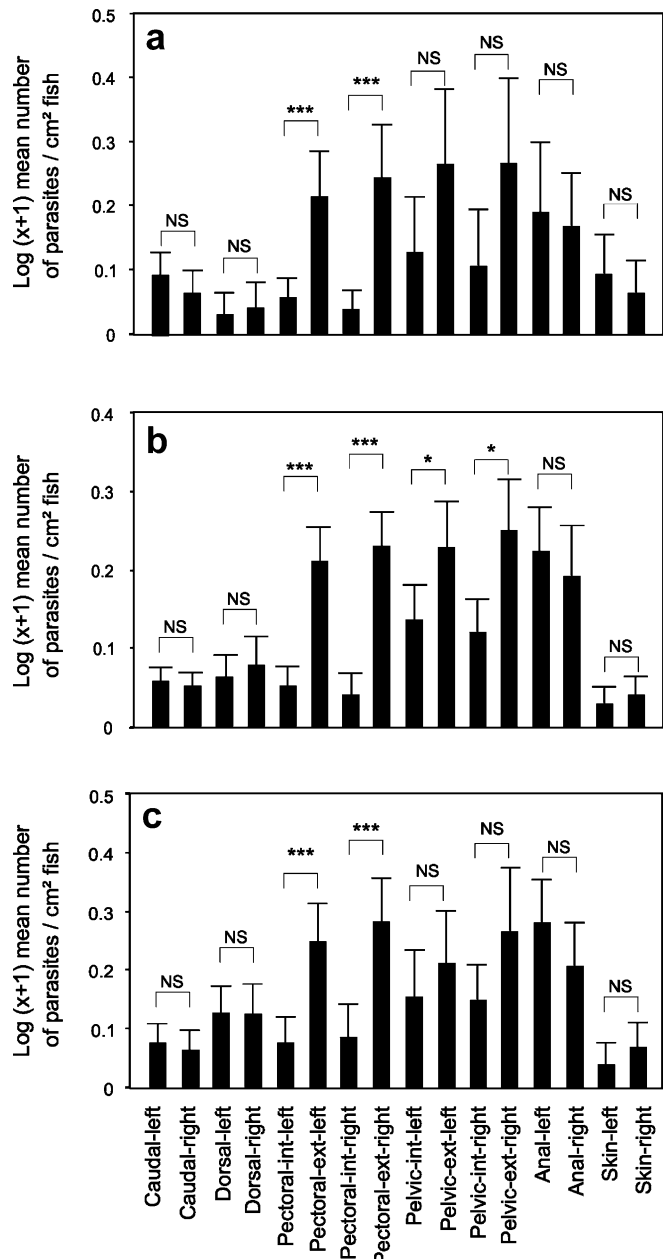 a
Log (x+1) mean number
of parasites / cm² fish
0.5
0.4
0.3
0.2
0.1
0
NS
NS
***
***
NS
NS
NS
NS
b
Log (x+1) mean number
of parasites / cm² fish
0.4
0.3
0.2
0.1
0
NS
NS
***
***
*
*
NS
NS
c
Log (x+1) mean number
of parasites / cm² fish
0.5
0.4
0.3
0.2
0.1
0
NS
NS
***
***
NS
NS
NS
NS
Caudal-left
Caudal-right
Dorsal-left
Dorsal-right
Pectoral-int-left
Pectoral-ext-left
Pectoral-int-right
Pectoral-ext-right
Pelvic-int-left
Pelvic-ext-left
Pelvic-int-right
Pelvic-ext-right
Anal-left
Anal-right
Skin-left
Skin-right